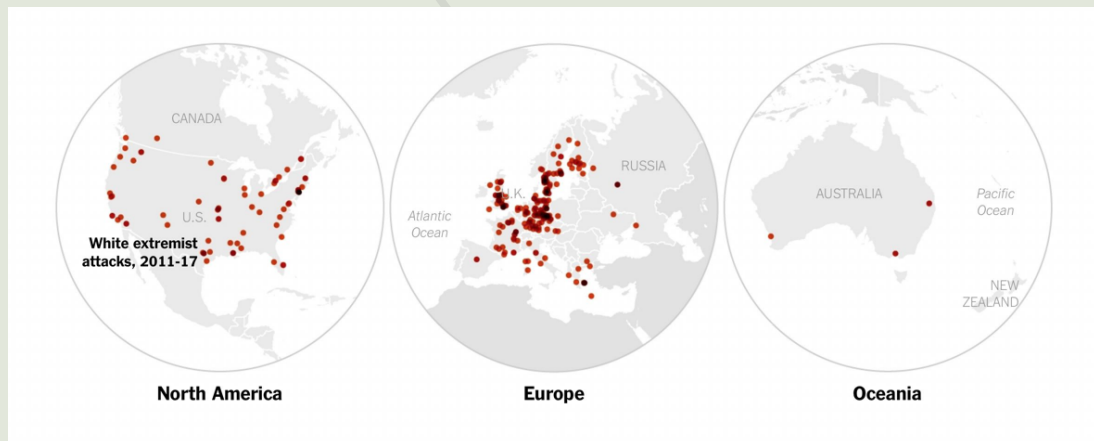 CANADA
U.S.
White extremist
attacks, 2011-17
North America
U.K.
RUSSIA
Atlantic
Ocean
Europe
AUSTRALIA
Pacific
Ocean
NEW
ZEALAND
Oceania